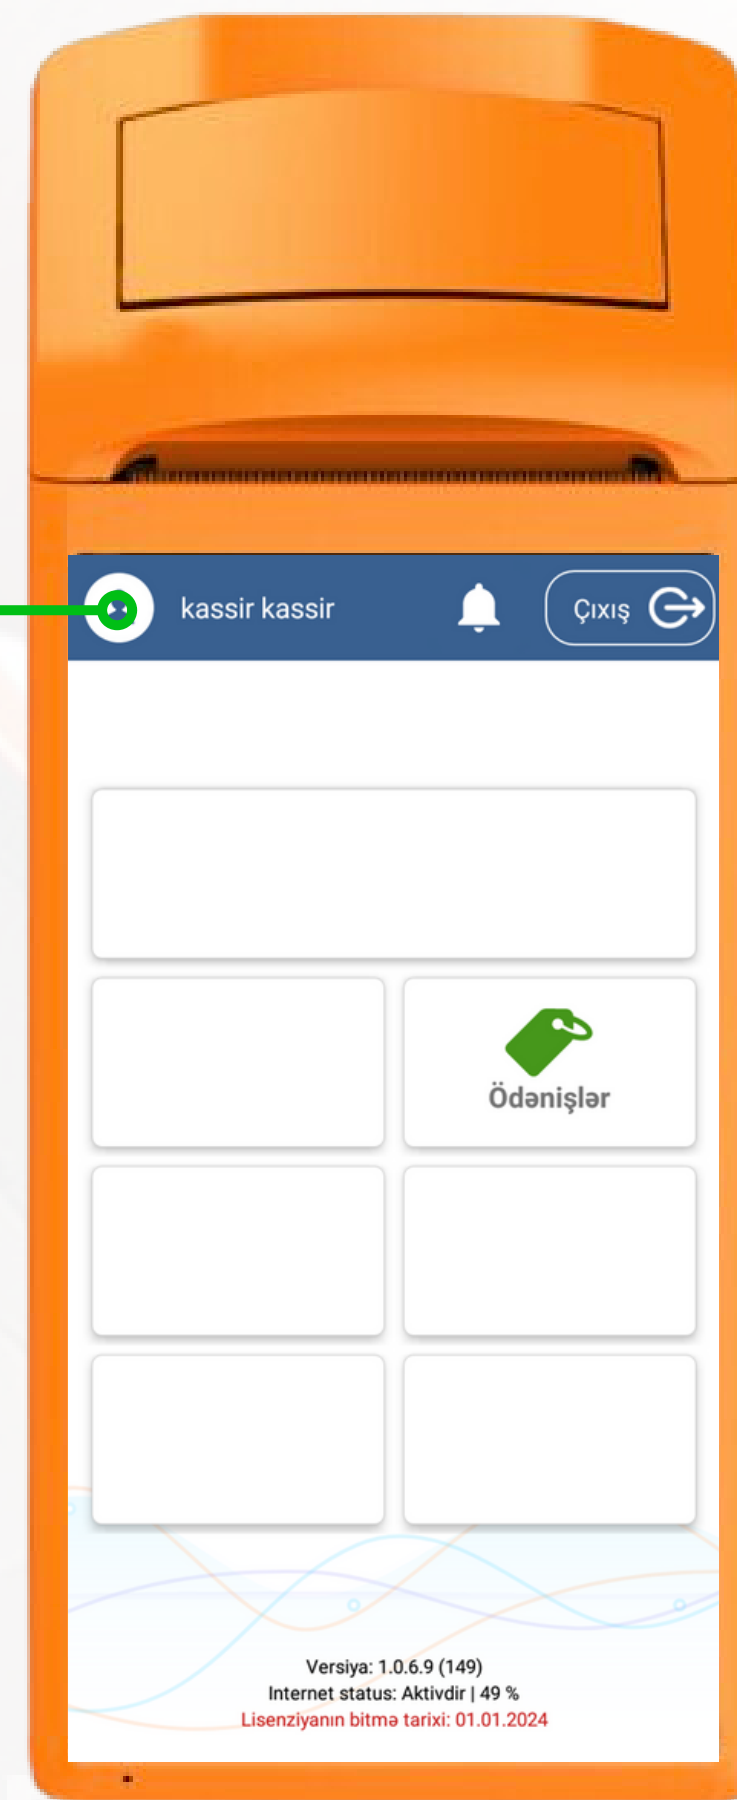 kassir kassir
Çıxış
Ödənişlər
Versiya: 1.0.6.9 (149)
Internet status: Aktivdir | 49 %
Lisenziyanın bitmə tarixi: 01.01.2024